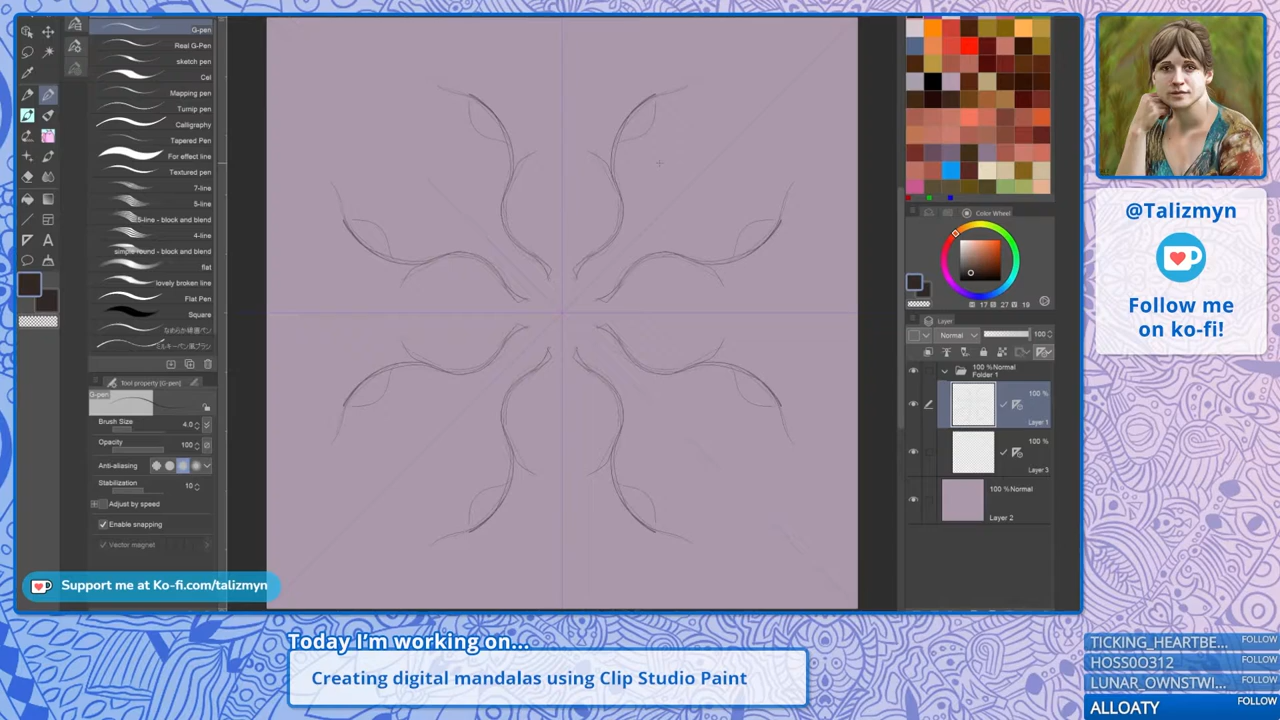 G-pen
Real G-Pen
sketch pen
Cel
Mapping pen
Turnip pen
Calligraphy
Tapered Pen
For effect line
Textured pen
7-line
5-line
5-line - block and blend
4-line
simple round - block and blend
flat
lovely broken line
Flat Pen
Square
Tool property [G-pen]
G-pen
Brush Size 4.0
Opacity 100
Anti-aliasing
Stabilization 10
Adjust by speed
Enable snapping
Vector magnet
Support me at Ko-fi.com/talizmyn
Color Wheel
17 27 19
Layer
Normal 100
100 % Normal
Folder 1
100 %
Layer 1
100 %
Layer 3
100 % Normal
Layer 2
@Talizmyn
Follow me
on ko-fi!
Today I'm working on...
Creating digital mandalas using Clip Studio Paint
TICKING_HEARTBE... FOLLOW
HOSS0O312 FOLLOW
LUNAR_OWNSTWI... FOLLOW
ALLOATY FOLLOW